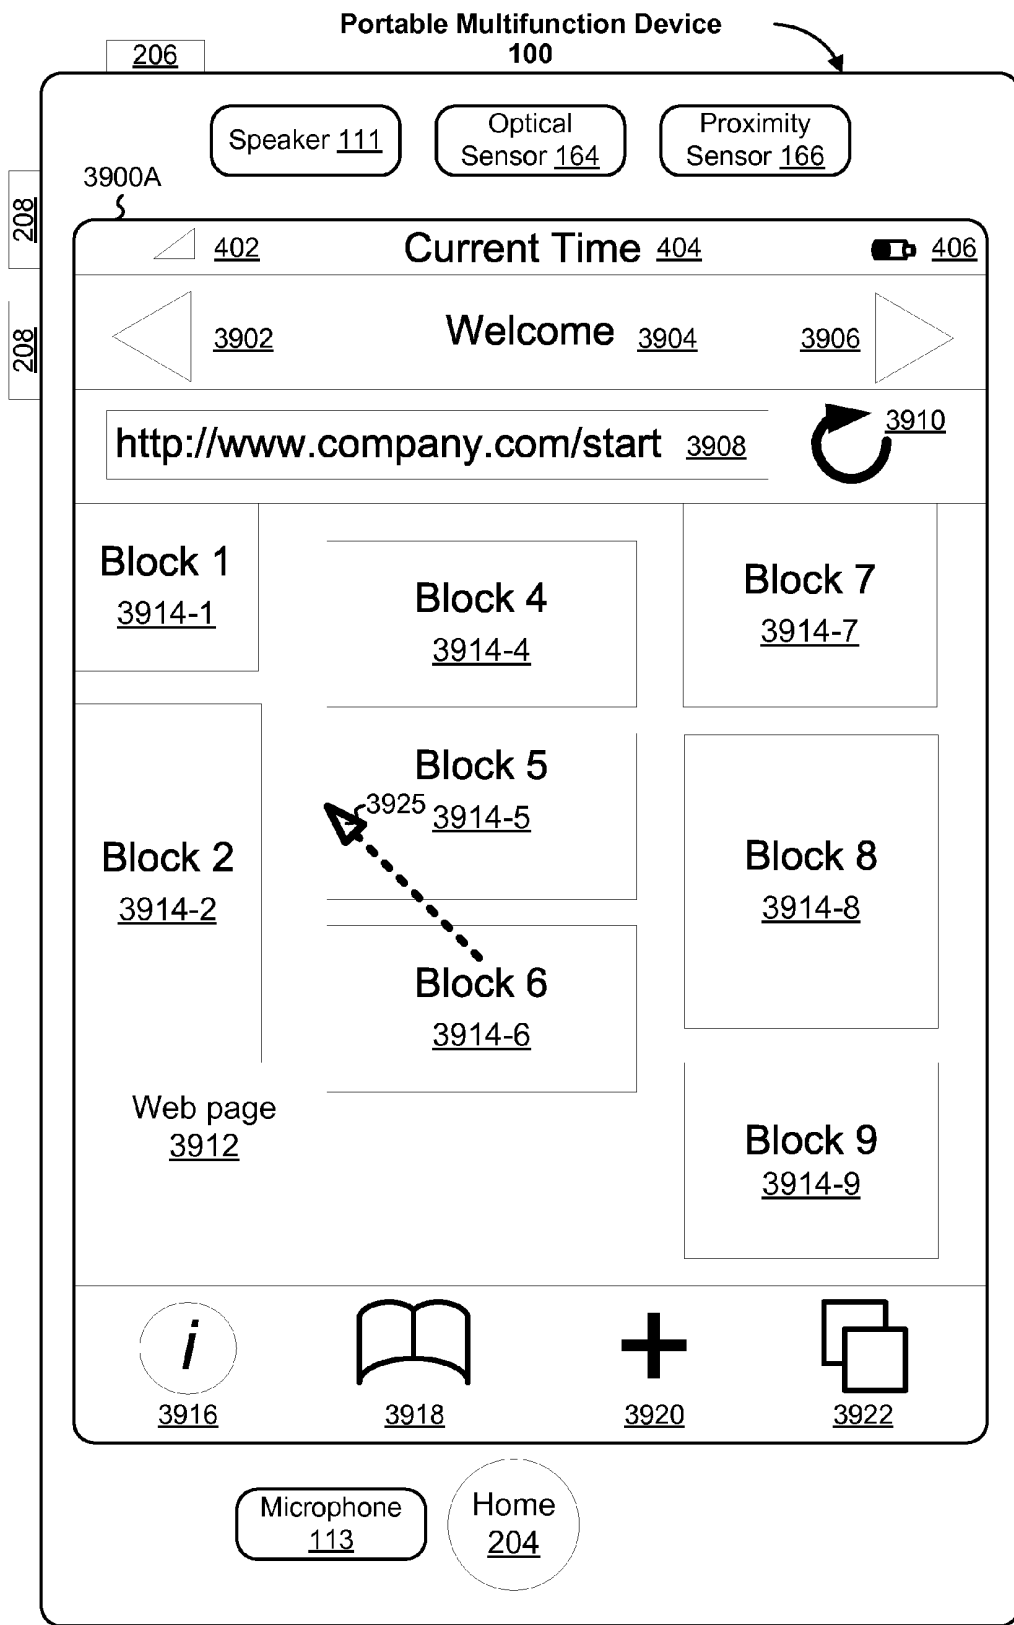 Portable Multifunction Device
100
206
Speaker 111
Optical
Sensor 164
Proximity
Sensor 166
3900A
208
208
402
Current Time 404
406
3902
Welcome 3904
3906
http://www.company.com/start 3908
3910
Block 1
3914-1
Block 4
3914-4
Block 7
3914-7
Block 2
3914-2
Block 5
3925
3914-5
Block 8
3914-8
Block 6
3914-6
Web page
3912
Block 9
3914-9
i
3916
3918
3920
3922
Microphone
113
Home
204